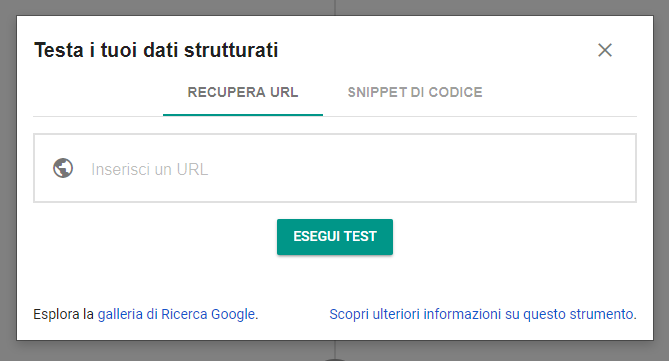 Testa i tuoi dati strutturati
RECUPERA URL
SNIPPET DI CODICE
Inserisci un URL
ESEGUI TEST
Esplora la galleria di Ricerca Google.
Scopri ulteriori informazioni su questo strumento.